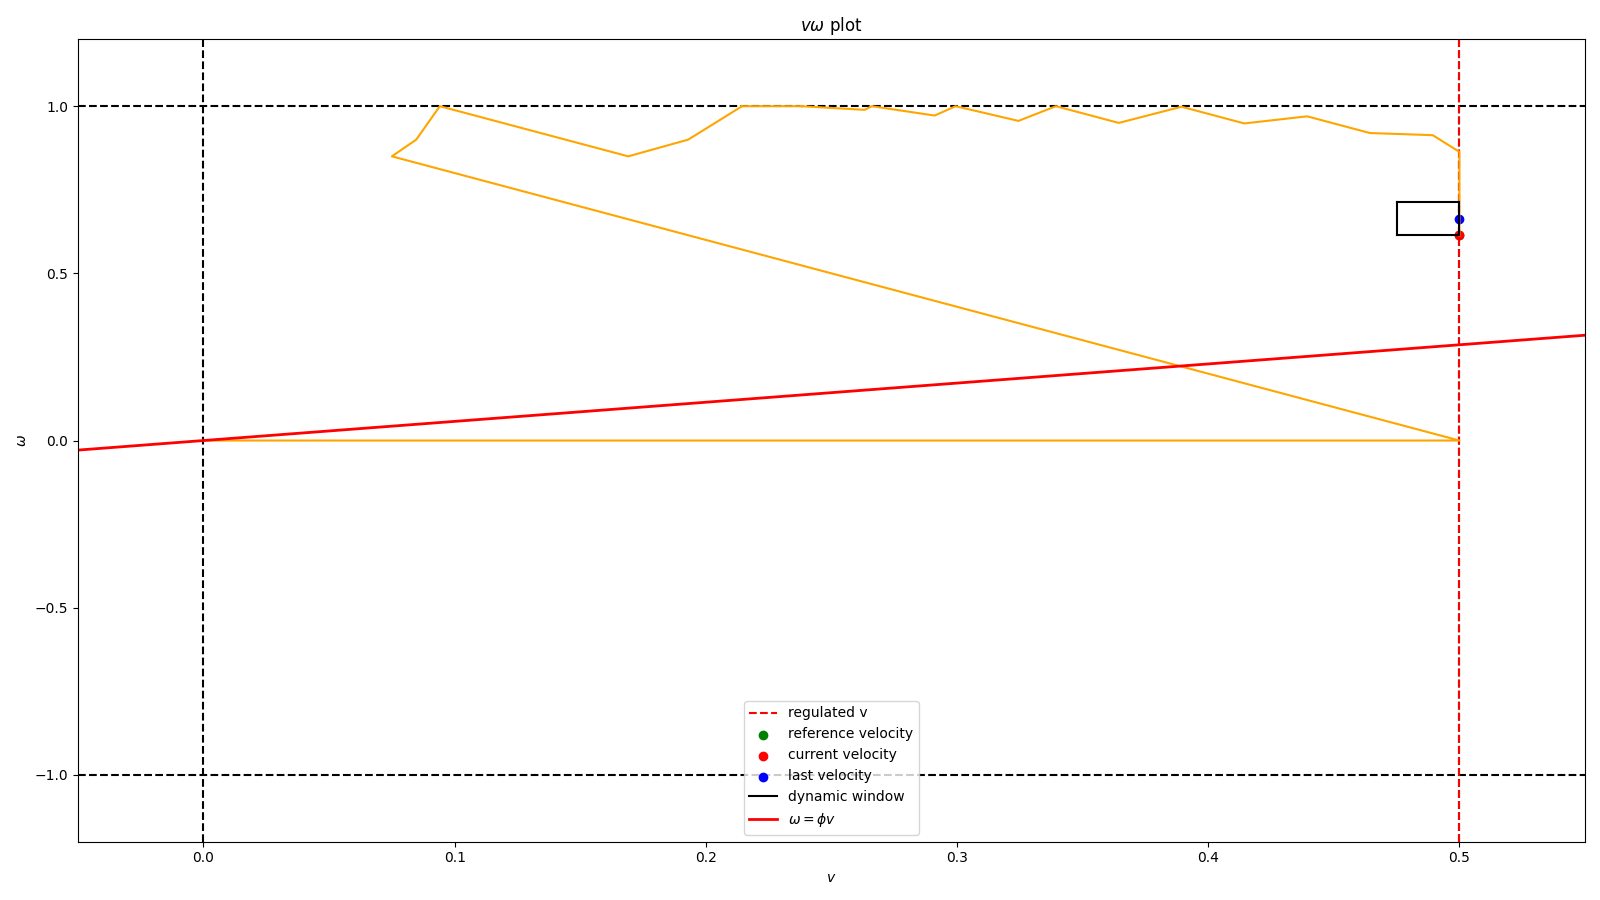 vω plot
1.0
0.5
0.0
−0.5
−1.0
ω
regulated v
reference velocity
current velocity
last velocity
dynamic window
ω = ϕv
0.0 0.1 0.2 0.3 0.4 0.5
v